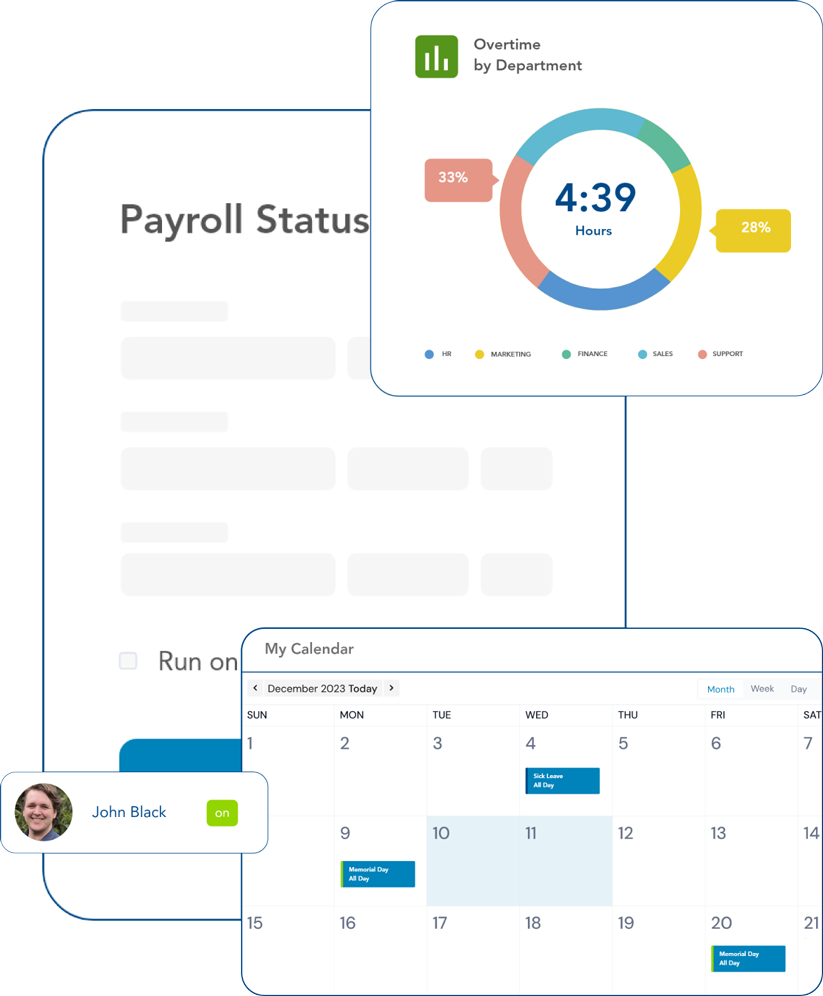 Overtime
by Department
33%
4:39
Hours
28%
HR MARKETING FINANCE SALES SUPPORT
Payroll Status
Run on
My Calendar
< December 2023 Today >
Month Week Day
SUN MON TUE WED THU FRI SAT
1 2 3 4 5 6 7
Sick Leave
All Day
John Black on
9 10 11 12 13 14
Memorial Day
All Day
15 16 17 18 19 20 21
Memorial Day
All Day